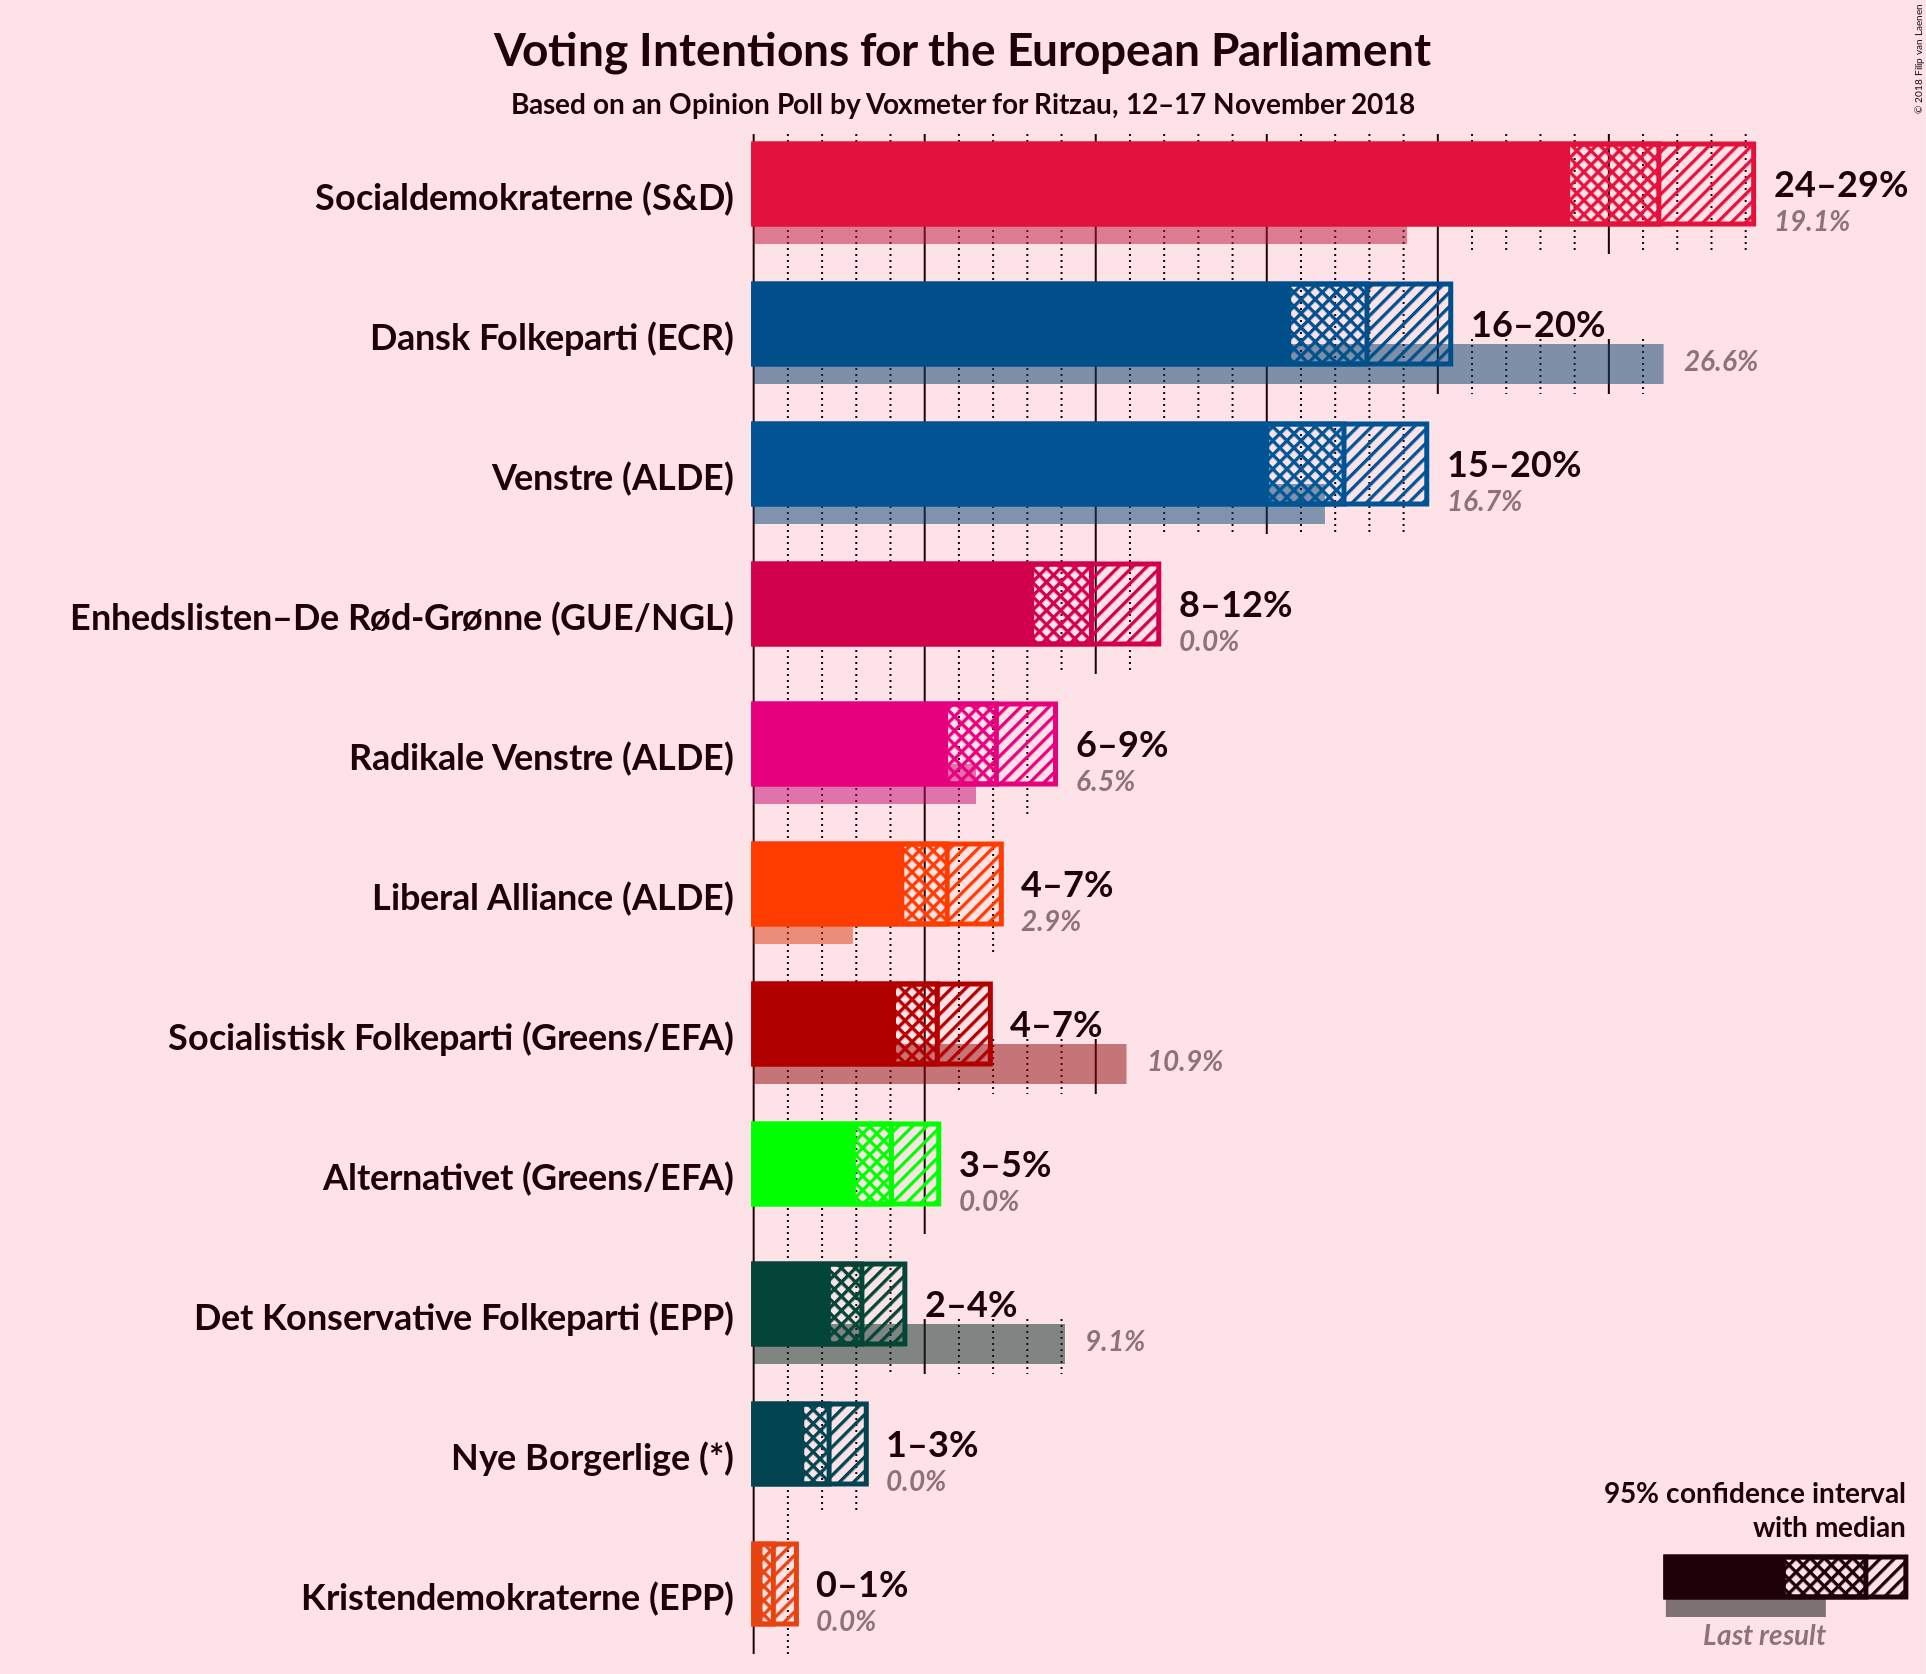 Voting Intentions for the European Parliament
Based on an Opinion Poll by Voxmeter for Ritzau, 12–17 November 2018
© 2018 Filip van Laenen
Socialdemokraterne (S&D)
24–29%
19.1%
Dansk Folkeparti (ECR)
16–20%
26.6%
Venstre (ALDE)
15–20%
16.7%
Enhedslisten–De Rød-Grønne (GUE/NGL)
8–12%
0.0%
Radikale Venstre (ALDE)
6–9%
6.5%
Liberal Alliance (ALDE)
4–7%
2.9%
Socialistisk Folkeparti (Greens/EFA)
4–7%
10.9%
Alternativet (Greens/EFA)
3–5%
0.0%
Det Konservative Folkeparti (EPP)
2–4%
9.1%
Nye Borgerlige (*)
1–3%
0.0%
Kristendemokraterne (EPP)
0–1%
0.0%
95% confidence interval
with median
Last result